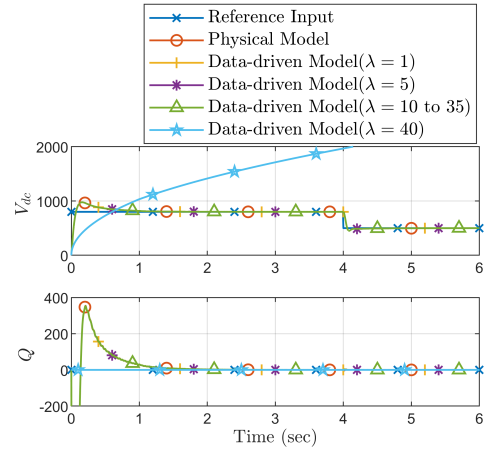 Reference Input
Physical Model
Data-driven Model(λ = 1)
Data-driven Model(λ = 5)
Data-driven Model(λ = 10 to 35)
Data-driven Model(λ = 40)
2000
1000
0
V_dc
0 1 2 3 4 5 6
400
200
0
-200
Q
0 1 2 3 4 5 6
Time (sec)